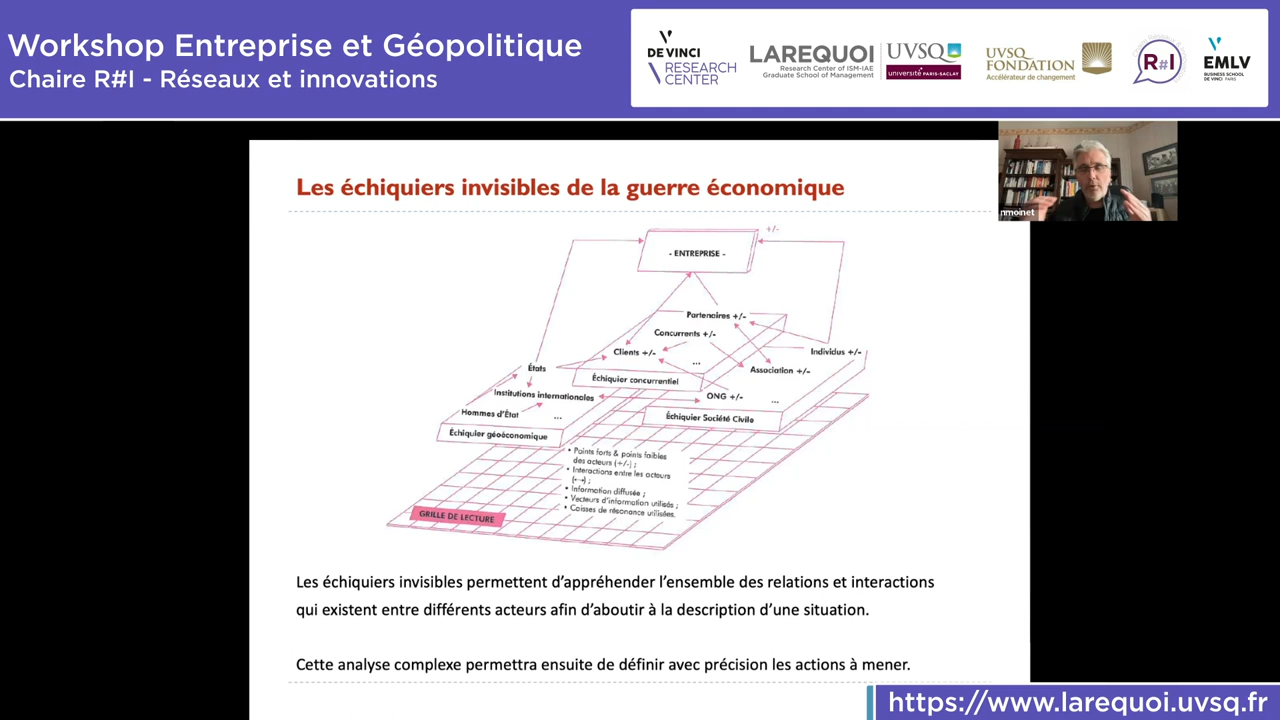 Workshop Entreprise et Géopolitique
Chaire R#I - Réseaux et innovations
DE VINCI
RESEARCH
CENTER
LAREQUOI
Research Center of ISM-IAE
Graduate School of Management
UVSQ
université PARIS-SACLAY
UVSQ
FONDATION
Accélérateur de changement
R#I
EMLV
BUSINESS SCHOOL
DE VINCI PARIS
nmoinet
Les échiquiers invisibles de la guerre économique
+/-
- ENTREPRISE -
Partenaires +/-
Concurrents +/-
Clients +/-
...
Échiquier concurrentiel
Individus +/-
Association +/-
ONG +/-
...
Échiquier Société Civile
États
Institutions internationales
Hommes d'État
...
Échiquier géoéconomique
• Points forts & points faibles
des acteurs (+/-) ;
• Interactions entre les acteurs
(↔) ;
• Information diffusée ;
• Vecteurs d'information utilisés ;
• Caisses de résonance utilisées.
GRILLE DE LECTURE
Les échiquiers invisibles permettent d'appréhender l'ensemble des relations et interactions
qui existent entre différents acteurs afin d'aboutir à la description d'une situation.
Cette analyse complexe permettra ensuite de définir avec précision les actions à mener.
https://www.larequoi.uvsq.fr